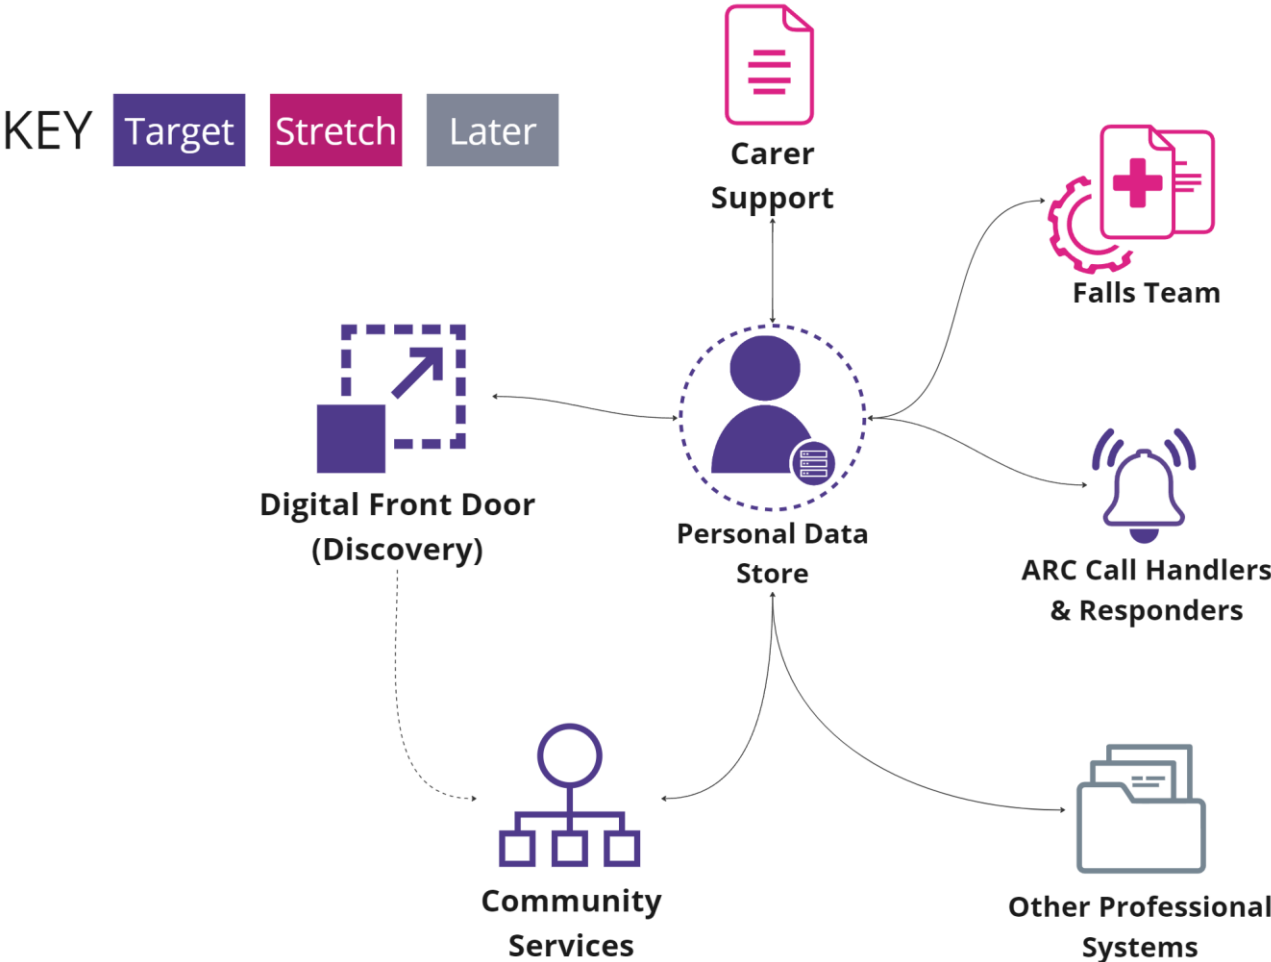 KEY Target Stretch Later
Carer
Support
Falls Team
Digital Front Door
(Discovery)
Personal Data
Store
ARC Call Handlers
& Responders
Community
Services
Other Professional
Systems